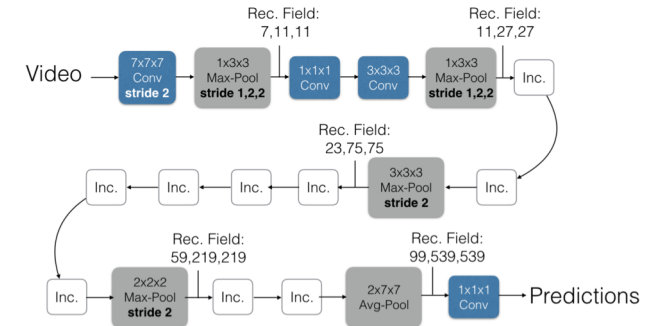 Rec. Field:
7,11,11
Rec. Field:
11,27,27
Video
7x7x7
Conv
stride 2
1x3x3
Max-Pool
stride 1,2,2
1x1x1
Conv
3x3x3
Conv
1x3x3
Max-Pool
stride 1,2,2
Inc.
Rec. Field:
23,75,75
Inc.
Inc.
Inc.
Inc.
3x3x3
Max-Pool
stride 2
Inc.
Rec. Field:
59,219,219
Rec. Field:
99,539,539
Inc.
2x2x2
Max-Pool
stride 2
Inc.
Inc.
2x7x7
Avg-Pool
1x1x1
Conv
Predictions